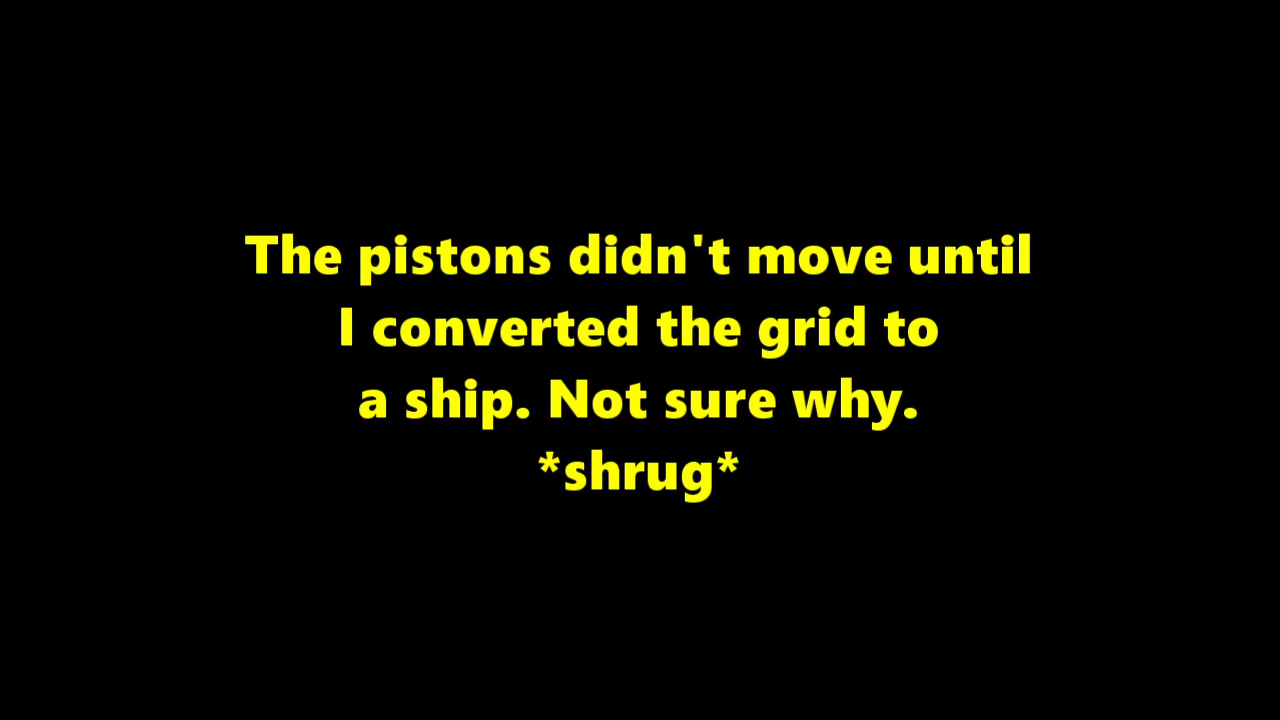 The pistons didn't move until
I converted the grid to
a ship. Not sure why.
*shrug*